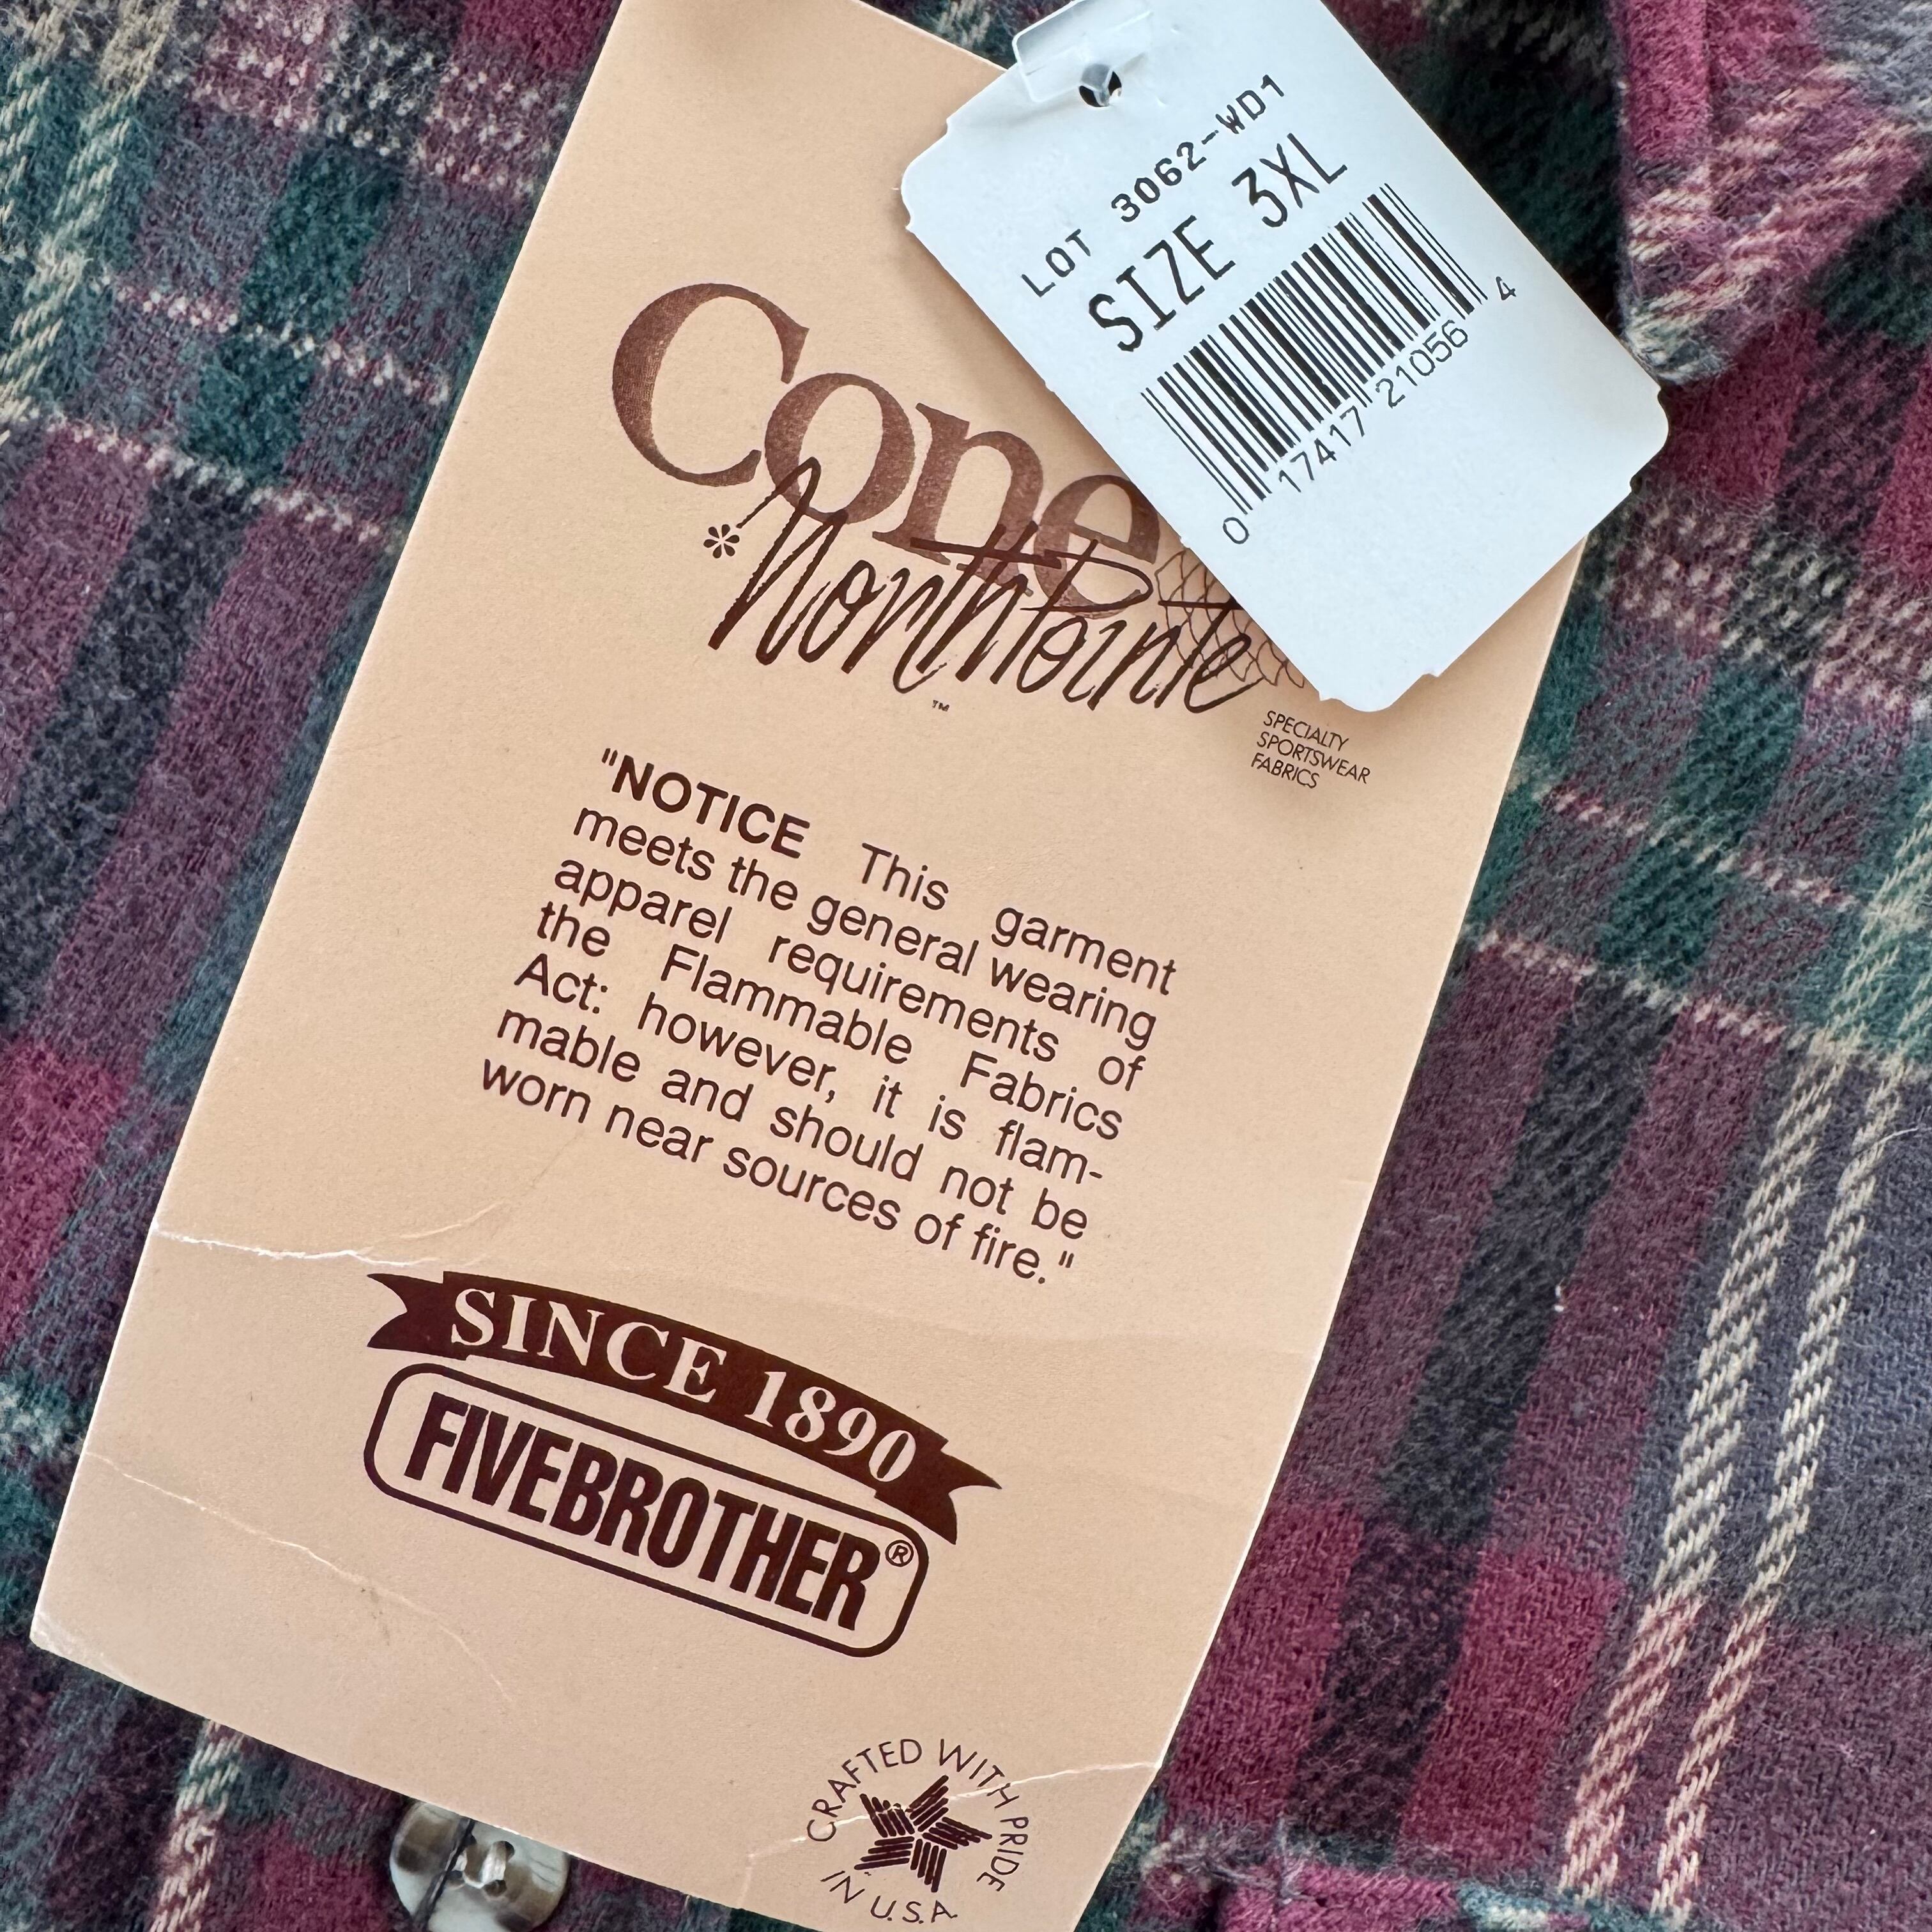 LOT 3062-WD1
SIZE 3XL
0 17417 21056 4
Cone
*NorthPointe
™
SPECIALTY
SPORTSWEAR
FABRICS
"NOTICE This garment
meets the general wearing
apparel requirements of
the Flammable Fabrics
Act: however, it is flam-
mable and should not be
worn near sources of fire."
SINCE 1890
FIVEBROTHER®
CRAFTED WITH PRIDE
IN U.S.A